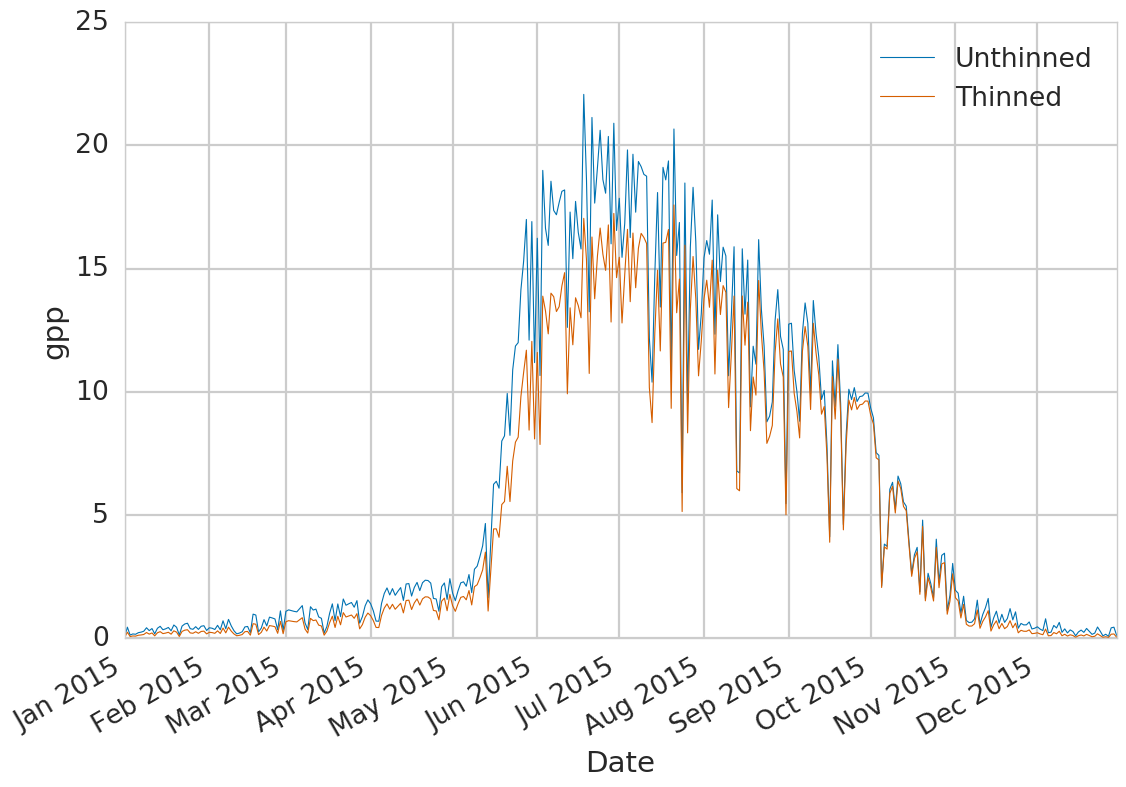 25
20
15
10
5
0
gpp
Unthinned
Thinned
Jan 2015
Feb 2015
Mar 2015
Apr 2015
May 2015
Jun 2015
Jul 2015
Aug 2015
Sep 2015
Oct 2015
Nov 2015
Dec 2015
Date